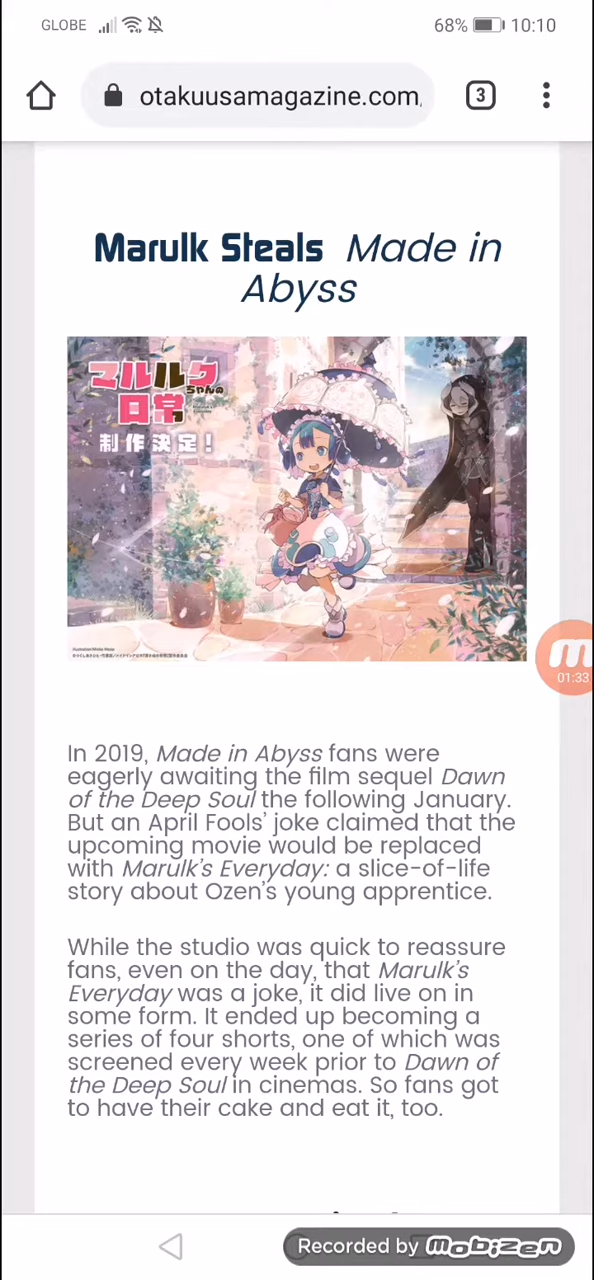 GLOBE 68% 10:10
otakuusamagazine.com, 3
Marulk Steals Made in
Abyss
マルルク
ちゃんの
日常
制作決定!
01:33
In 2019, Made in Abyss fans were
eagerly awaiting the film sequel Dawn
of the Deep Soul the following January.
But an April Fools' joke claimed that the
upcoming movie would be replaced
with Marulk's Everyday: a slice-of-life
story about Ozen's young apprentice.
While the studio was quick to reassure
fans, even on the day, that Marulk's
Everyday was a joke, it did live on in
some form. It ended up becoming a
series of four shorts, one of which was
screened every week prior to Dawn of
the Deep Soul in cinemas. So fans got
to have their cake and eat it, too.
Recorded by mobizen